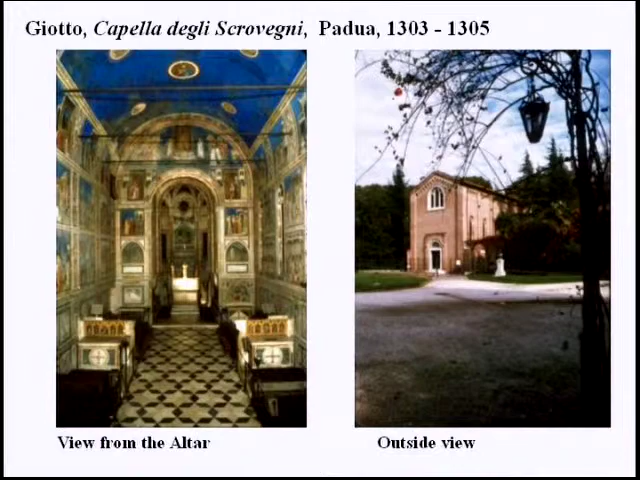 Giotto, Capella degli Scrovegni, Padua, 1303 - 1305
View from the Altar
Outside view